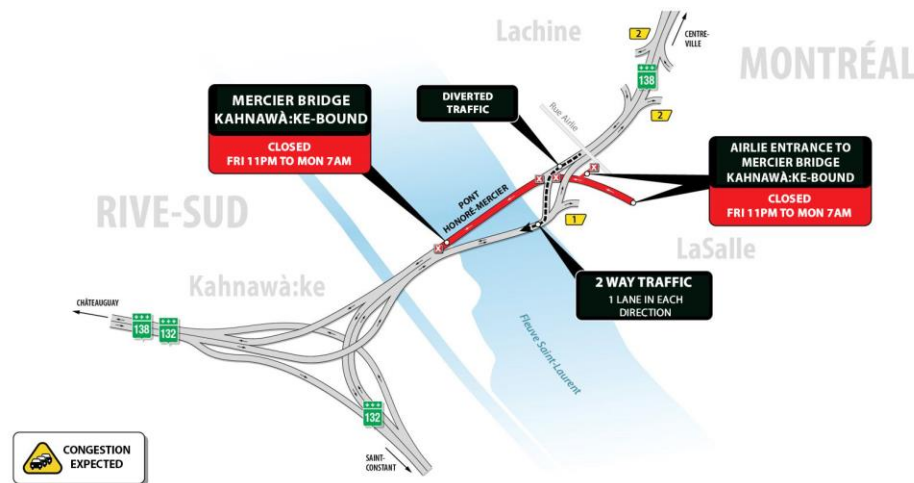 Lachine
2
CENTRE-
VILLE
MONTRÉAL
138
MERCIER BRIDGE
KAHNAWÀ:KE-BOUND
CLOSED
FRI 11PM TO MON 7AM
DIVERTED
TRAFFIC
Rue Airlie
2
AIRLIE ENTRANCE TO
MERCIER BRIDGE
KAHNAWÀ:KE-BOUND
CLOSED
FRI 11PM TO MON 7AM
X
X
X
PONT
HONORÉ-MERCIER
RIVE-SUD
1
X
LaSalle
Kahnawà:ke
2 WAY TRAFFIC
1 LANE IN EACH
DIRECTION
CHÂTEAUGUAY
138
132
Fleuve Saint-Laurent
132
CONGESTION
EXPECTED
SAINT-
CONSTANT